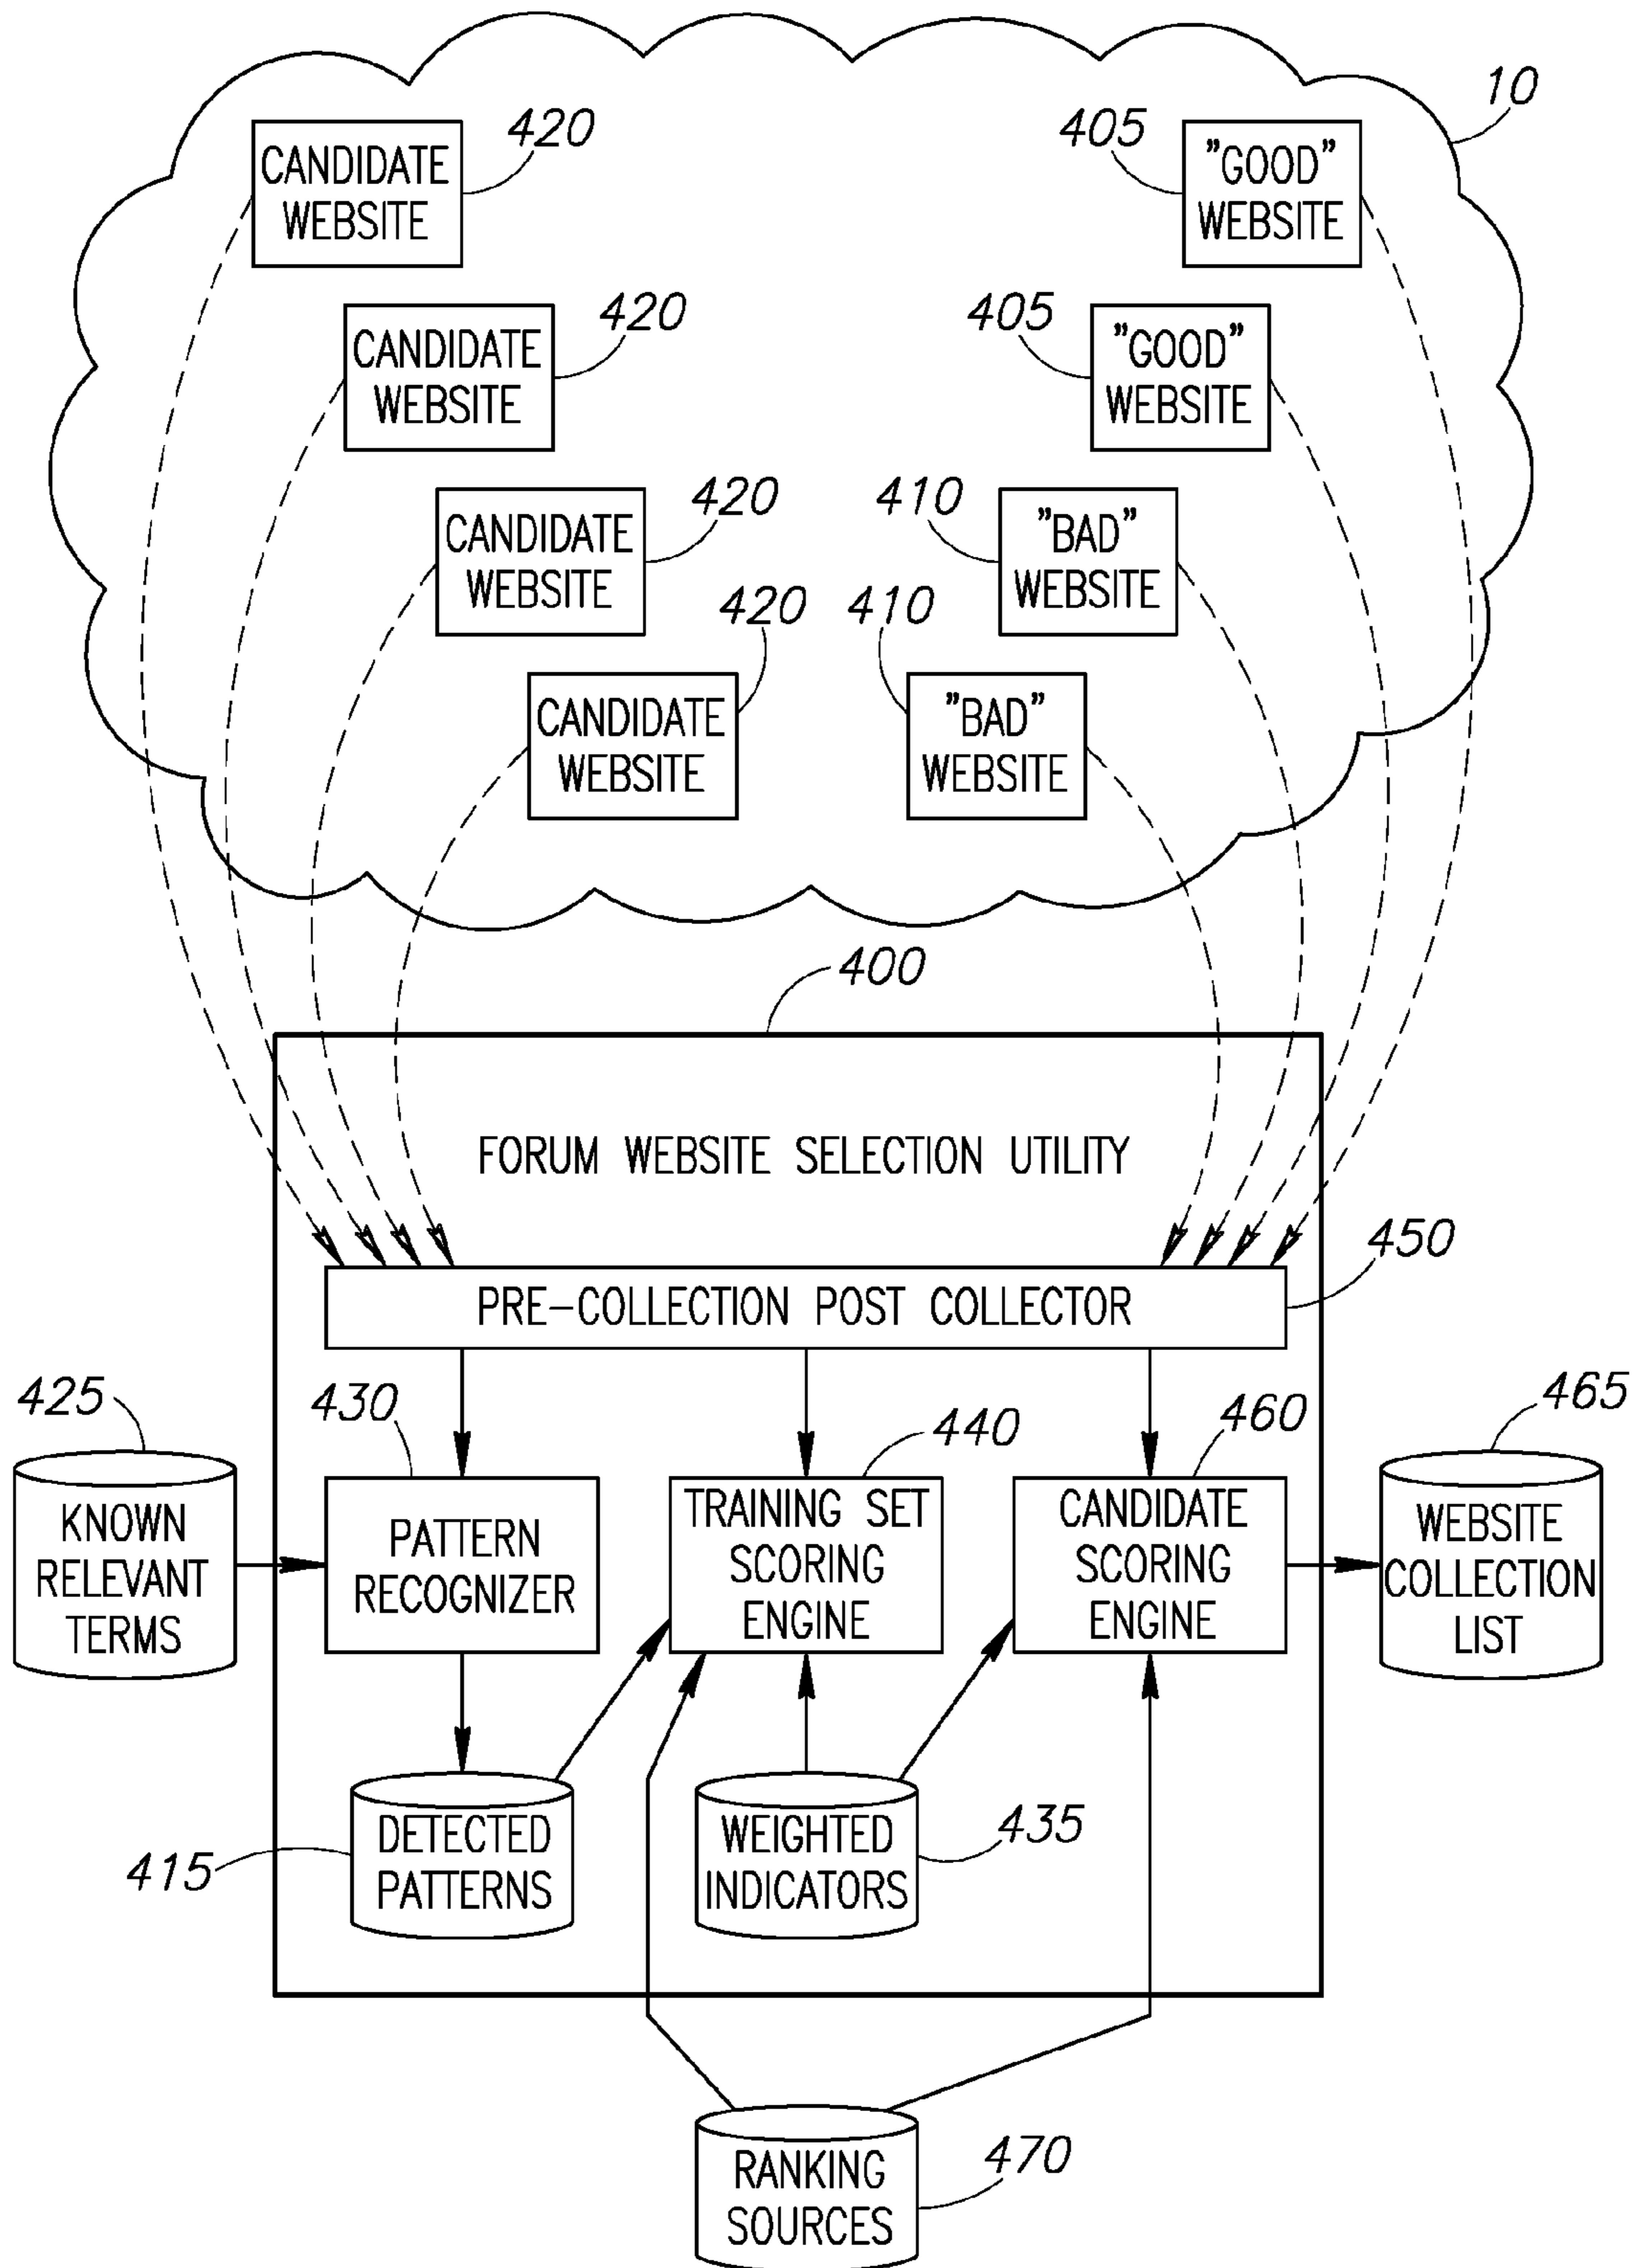 10
420
405
CANDIDATE
WEBSITE
”GOOD”
WEBSITE
420
405
CANDIDATE
WEBSITE
”GOOD”
WEBSITE
420
410
CANDIDATE
WEBSITE
”BAD”
WEBSITE
420
410
CANDIDATE
WEBSITE
”BAD”
WEBSITE
400
FORUM WEBSITE SELECTION UTILITY
450
PRE-COLLECTION POST COLLECTOR
425
430
440
460
465
KNOWN
RELEVANT
TERMS
PATTERN
RECOGNIZER
TRAINING SET
SCORING
ENGINE
CANDIDATE
SCORING
ENGINE
WEBSITE
COLLECTION
LIST
415
DETECTED
PATTERNS
WEIGHTED
INDICATORS
435
RANKING
SOURCES
470